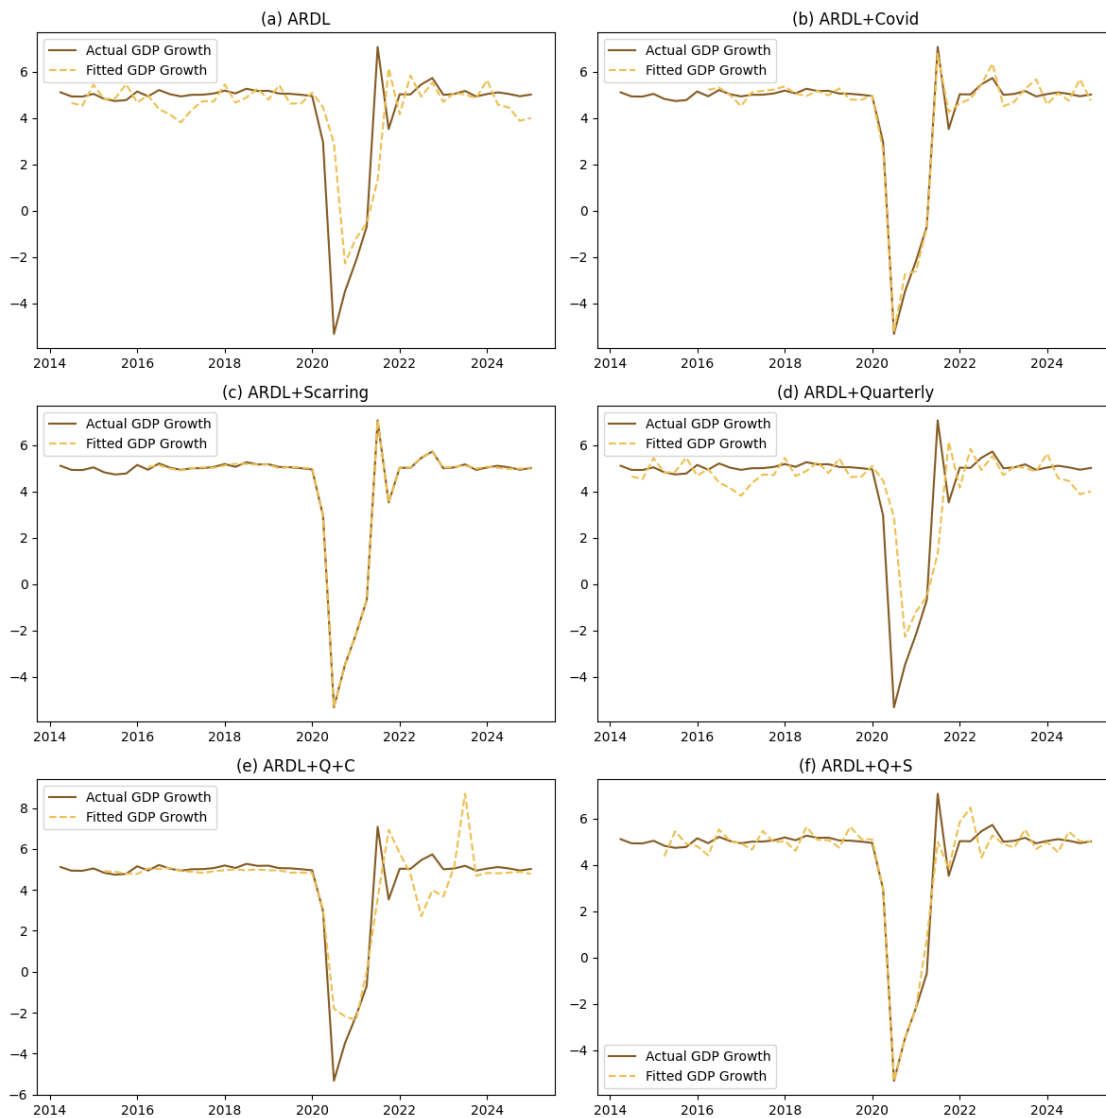 (a) ARDL
Actual GDP Growth
Fitted GDP Growth
6
4
2
0
−2
−4
2014 2016 2018 2020 2022 2024
(b) ARDL+Covid
Actual GDP Growth
Fitted GDP Growth
6
4
2
0
−2
−4
2014 2016 2018 2020 2022 2024
(c) ARDL+Scarring
Actual GDP Growth
Fitted GDP Growth
6
4
2
0
−2
−4
2014 2016 2018 2020 2022 2024
(d) ARDL+Quarterly
Actual GDP Growth
Fitted GDP Growth
6
4
2
0
−2
−4
2014 2016 2018 2020 2022 2024
(e) ARDL+Q+C
Actual GDP Growth
Fitted GDP Growth
8
6
4
2
0
−2
−4
−6
2014 2016 2018 2020 2022 2024
(f) ARDL+Q+S
6
4
2
0
−2
−4
Actual GDP Growth
Fitted GDP Growth
2014 2016 2018 2020 2022 2024